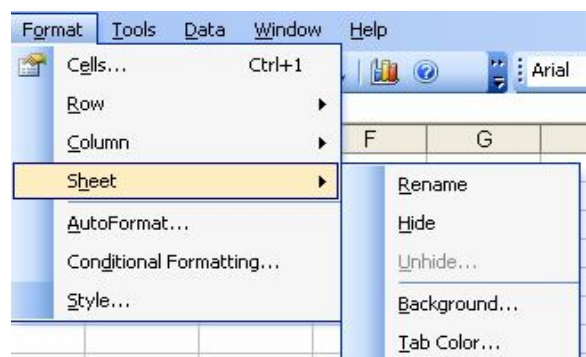 Format Tools Data Window Help
Cells... Ctrl+1
Arial
Row
Column
F G
Sheet
Rename
AutoFormat...
Hide
Conditional Formatting...
Unhide...
Style...
Background...
Tab Color...